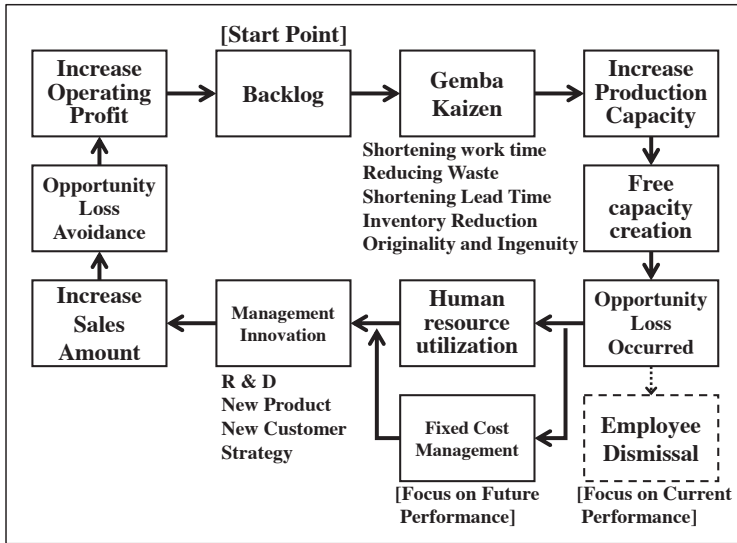 [Start Point]
Increase
Operating
Profit
Backlog
Gemba
Kaizen
Increase
Production
Capacity
Shortening work time
Reducing Waste
Shortening Lead Time
Inventory Reduction
Originality and Ingenuity
Opportunity
Loss
Avoidance
Free
capacity
creation
Increase
Sales
Amount
Management
Innovation
Human
resource
utilization
Opportunity
Loss
Occurred
R & D
New Product
New Customer
Strategy
Fixed Cost
Management
Employee
Dismissal
[Focus on Future
Performance]
[Focus on Current
Performance]